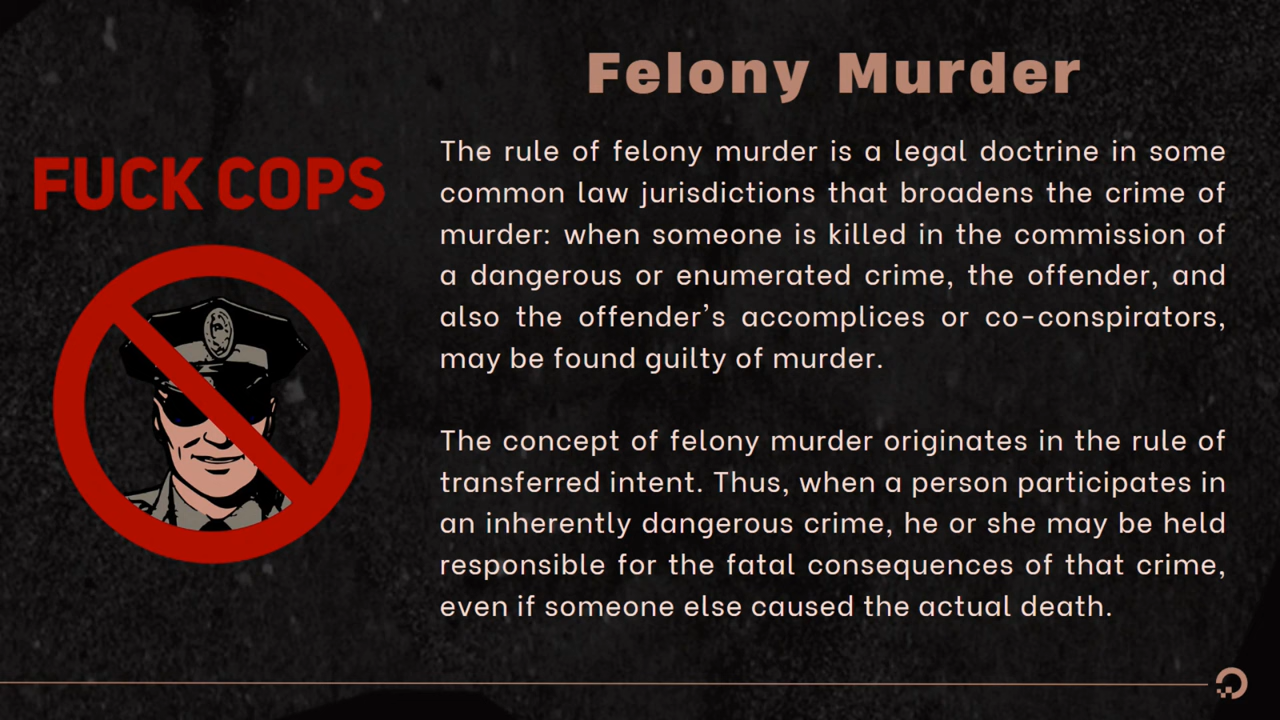 Felony Murder
FUCK COPS
The rule of felony murder is a legal doctrine in some
common law jurisdictions that broadens the crime of
murder: when someone is killed in the commission of
a dangerous or enumerated crime, the offender, and
also the offender’s accomplices or co-conspirators,
may be found guilty of murder.
The concept of felony murder originates in the rule of
transferred intent. Thus, when a person participates in
an inherently dangerous crime, he or she may be held
responsible for the fatal consequences of that crime,
even if someone else caused the actual death.